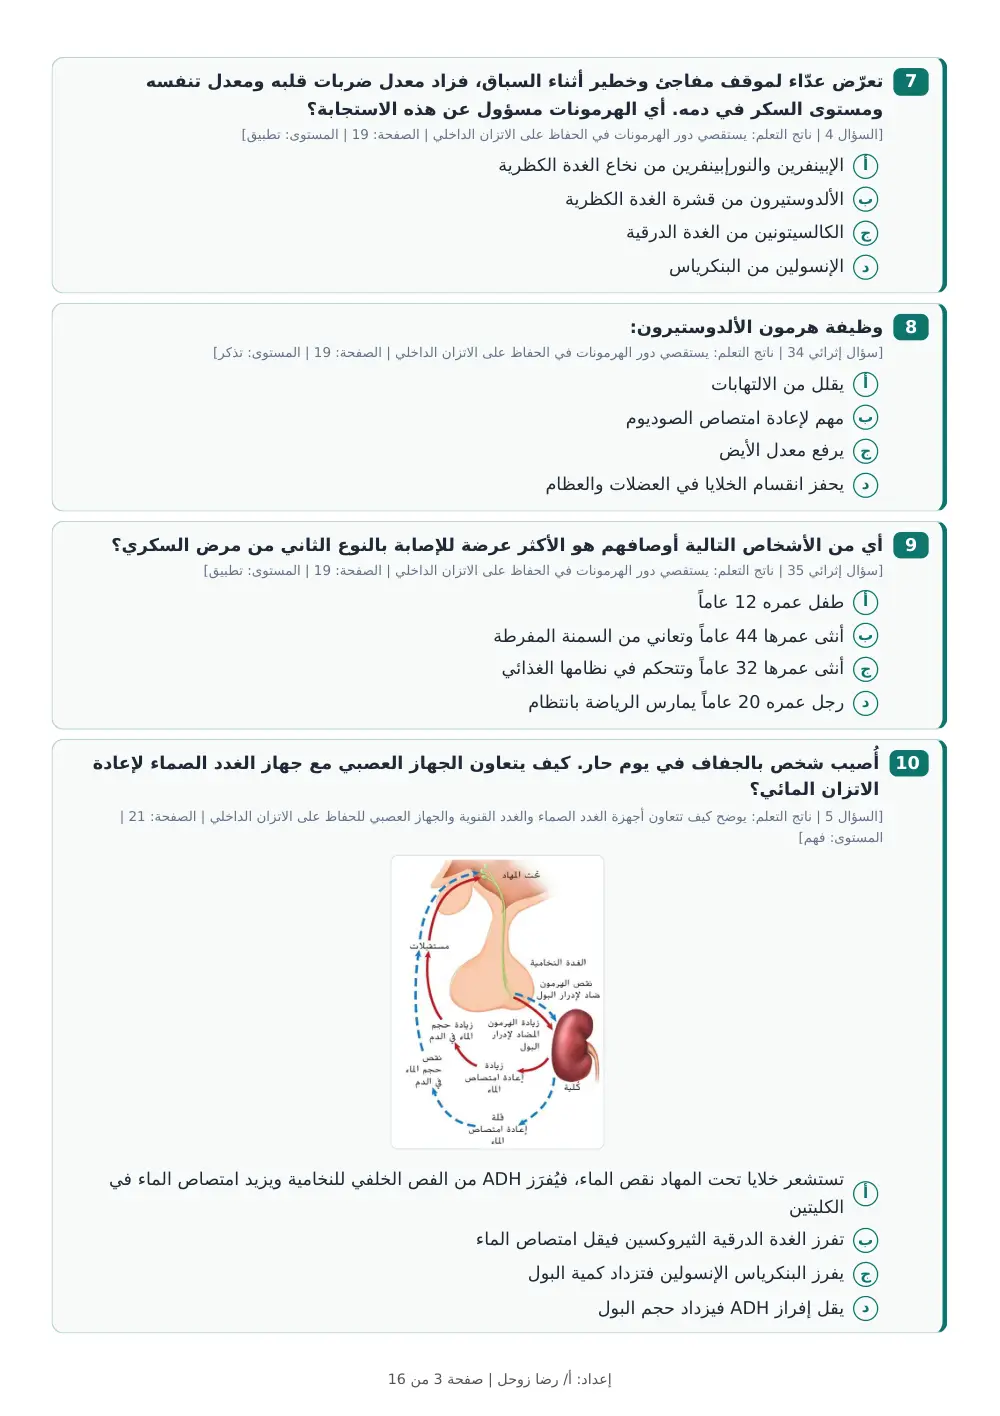 7 تعرّض عدّاء لموقف مفاجئ وخطير أثناء السباق، فزاد معدل ضربات قلبه ومعدل تنفسه
ومستوى السكر في دمه. أي الهرمونات مسؤول عن هذه الاستجابة؟
[السؤال 4 | ناتج التعلم: يستقصي دور الهرمونات في الحفاظ على الاتزان الداخلي | الصفحة: 19 | المستوى: تطبيق]
أ الإبينفرين والنورإبينفرين من نخاع الغدة الكظرية
ب الألدوستيرون من قشرة الغدة الكظرية
ج الكالسيتونين من الغدة الدرقية
د الإنسولين من البنكرياس
8 وظيفة هرمون الألدوستيرون:
[سؤال إثرائي 34 | ناتج التعلم: يستقصي دور الهرمونات في الحفاظ على الاتزان الداخلي | الصفحة: 19 | المستوى: تذكر]
أ يقلل من الالتهابات
ب مهم لإعادة امتصاص الصوديوم
ج يرفع معدل الأيض
د يحفز انقسام الخلايا في العضلات والعظام
9 أي من الأشخاص التالية أوصافهم هو الأكثر عرضة للإصابة بالنوع الثاني من مرض السكري؟
[سؤال إثرائي 35 | ناتج التعلم: يستقصي دور الهرمونات في الحفاظ على الاتزان الداخلي | الصفحة: 19 | المستوى: تطبيق]
أ طفل عمره 12 عاماً
ب أنثى عمرها 44 عاماً وتعاني من السمنة المفرطة
ج أنثى عمرها 32 عاماً وتتحكم في نظامها الغذائي
د رجل عمره 20 عاماً يمارس الرياضة بانتظام
10 أُصيب شخص بالجفاف في يوم حار. كيف يتعاون الجهاز العصبي مع جهاز الغدد الصماء لإعادة
الاتزان المائي؟
[السؤال 5 | ناتج التعلم: يوضح كيف تتعاون أجهزة الغدد الصماء والغدد القنوية والجهاز العصبي للحفاظ على الاتزان الداخلي | الصفحة: 21 |
المستوى: فهم]
تحت المهاد
مستقبلات
الغدة النخامية
نقص الهرمون
ضاد لإدرار البول
زيادة الهرمون
المضاد لإدرار
البول
زيادة حجم
الماء في الدم
نقص
حجم الماء
في الدم
زيادة
إعادة امتصاص
الماء
كلية
قلة
إعادة امتصاص
الماء
أ تستشعر خلايا تحت المهاد نقص الماء، فيُفرَز ADH من الفص الخلفي للنخامية ويزيد امتصاص الماء في
الكليتين
ب تفرز الغدة الدرقية الثيروكسين فيقل امتصاص الماء
ج يفرز البنكرياس الإنسولين فتزداد كمية البول
د يقل إفراز ADH فيزداد حجم البول
إعداد: أ/ رضا زوحل | صفحة 3 من 16